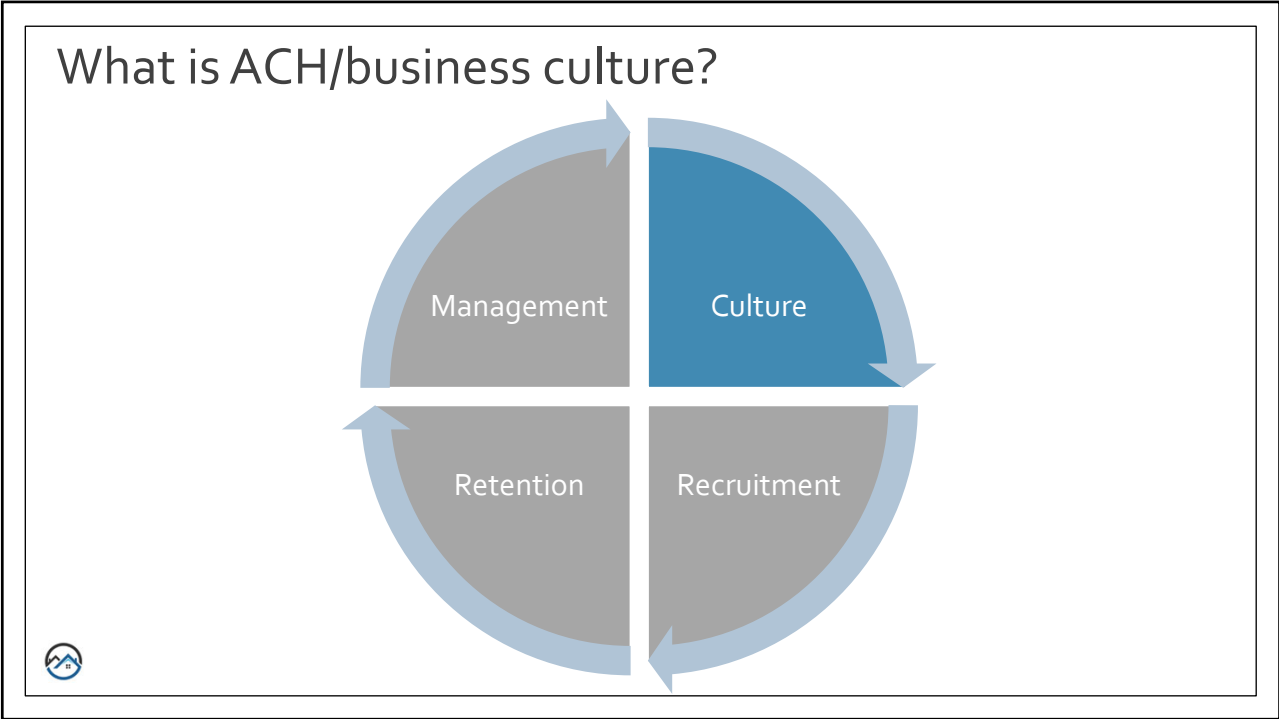 What is ACH/business culture?
Management
Culture
Retention
Recruitment